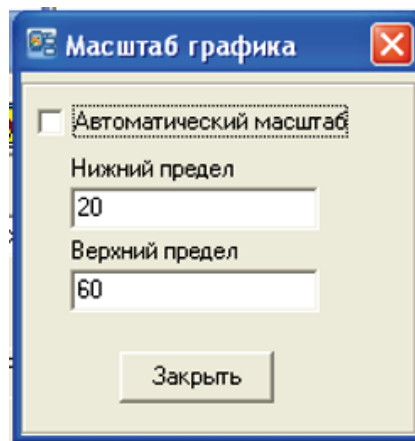 Масштаб графика
Автоматический масштаб
Нижний предел
20
Верхний предел
60
Закрыть